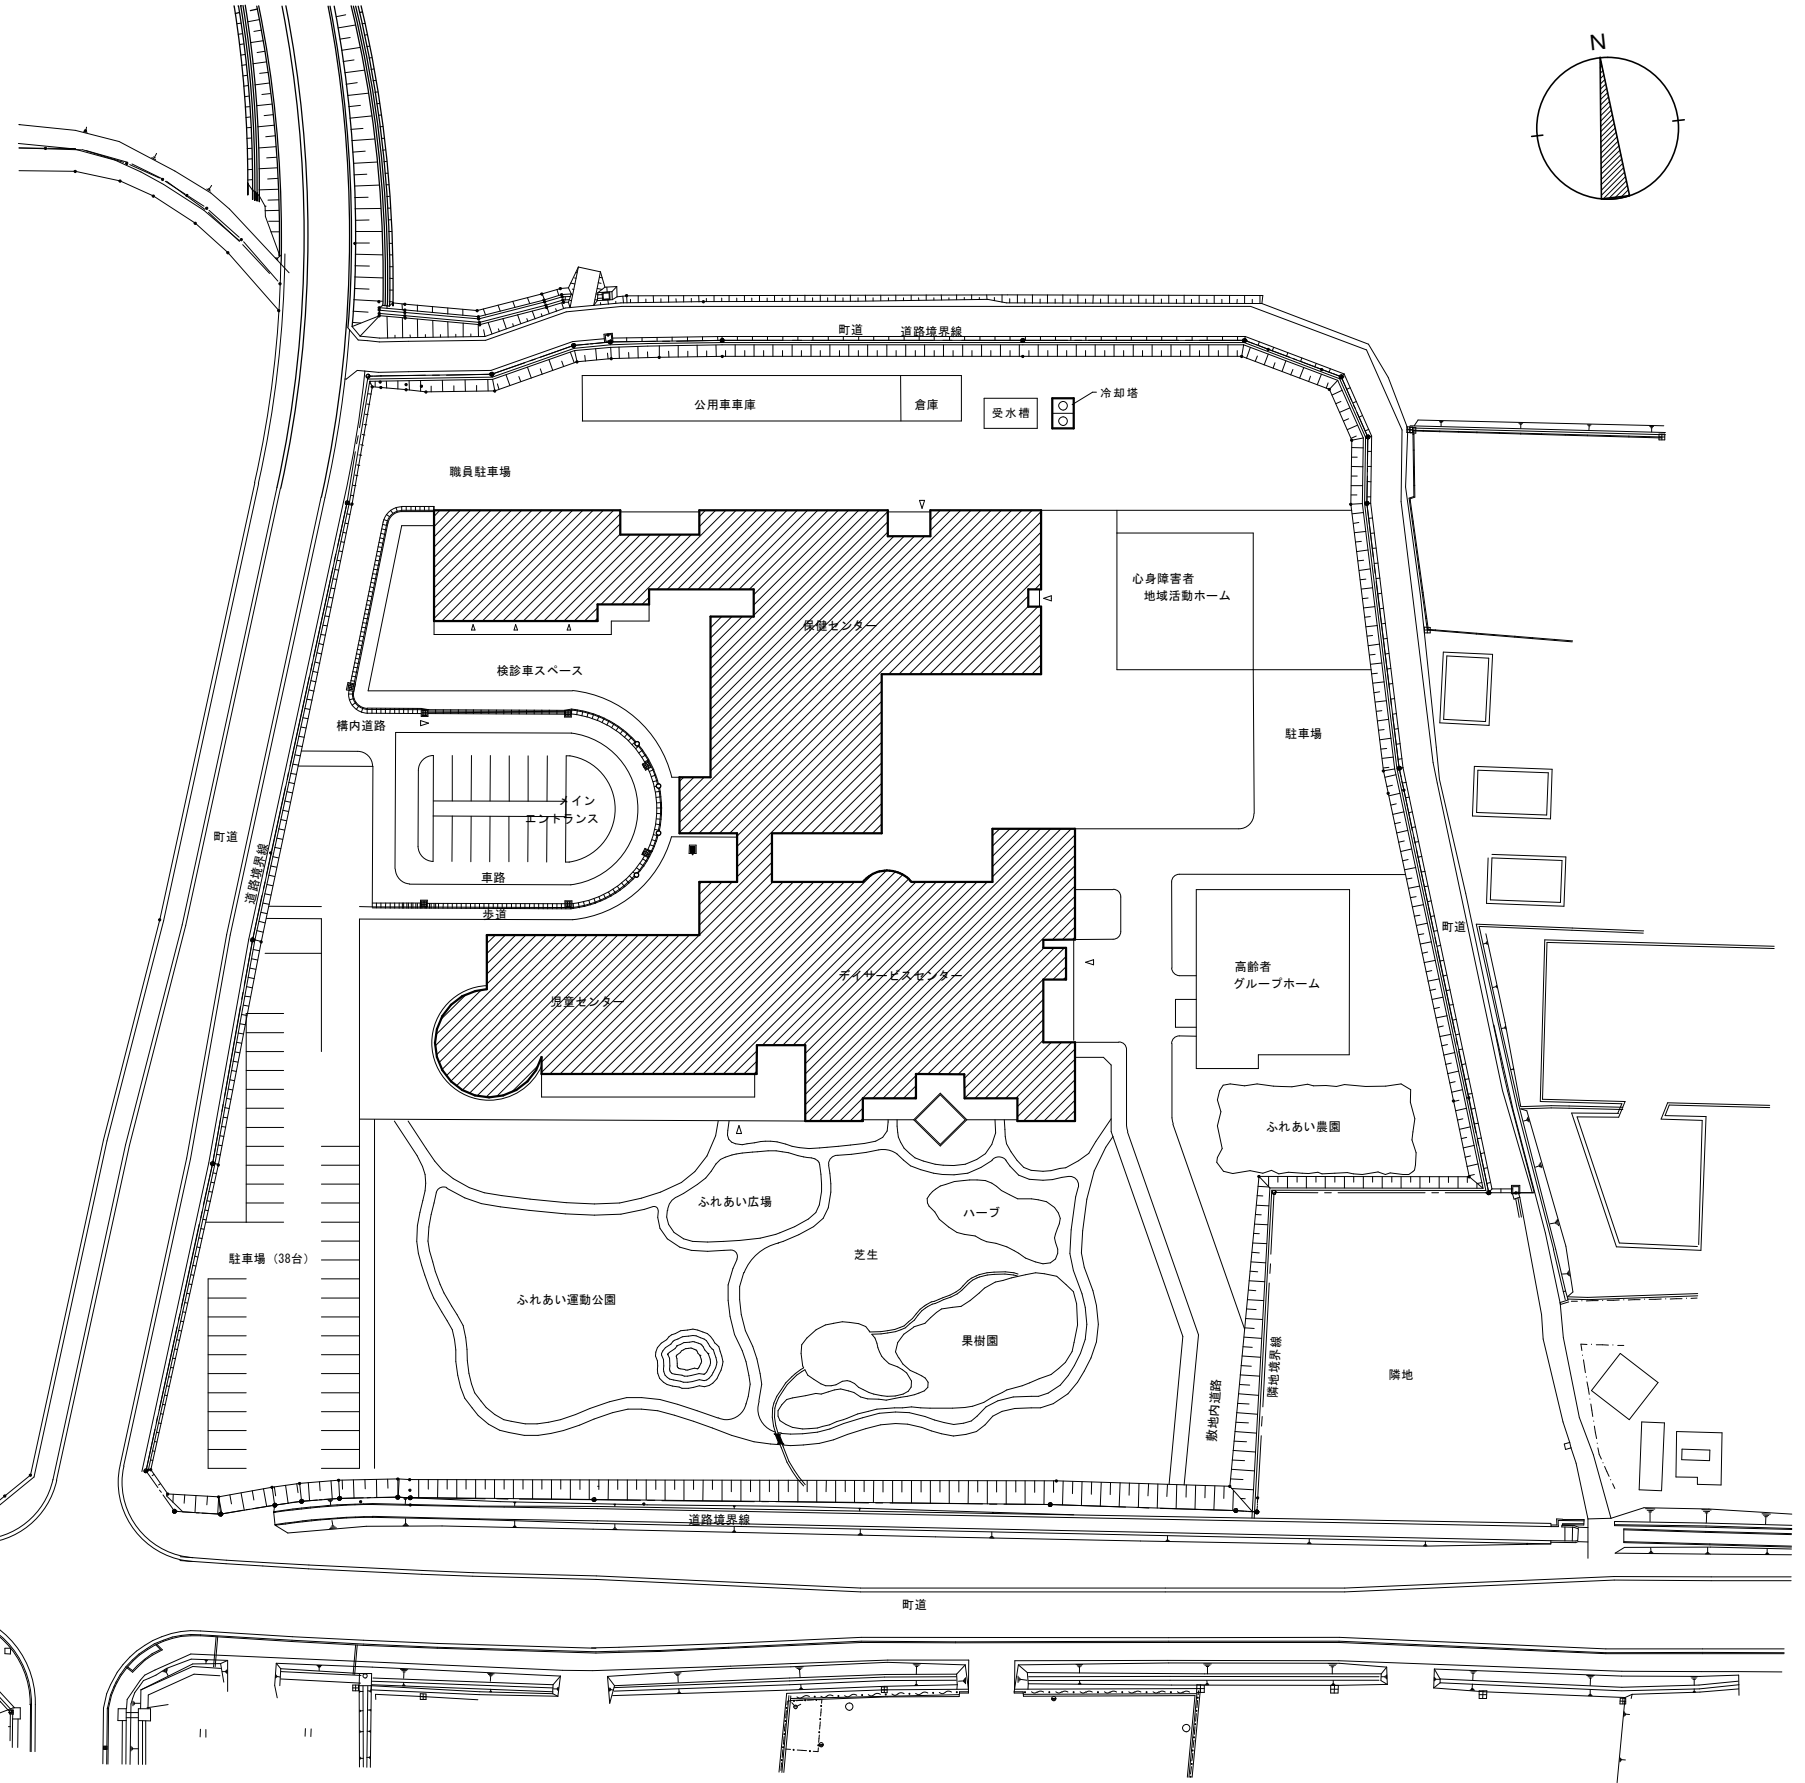 N
町道
道路境界線
公用車車庫
倉庫
受水槽
冷却塔
職員駐車場
心身障害者
地域活動ホーム
保健センター
検診車スペース
構内道路
駐車場
メイン
エントランス
町道
道路境界線
車路
歩道
町道
デイサービスセンター
高齢者
グループホーム
児童センター
ふれあい農園
ふれあい広場
ハーブ
芝生
駐車場（38台）
ふれあい運動公園
果樹園
隣地境界線
隣地
敷地内道路
道路境界線
町道